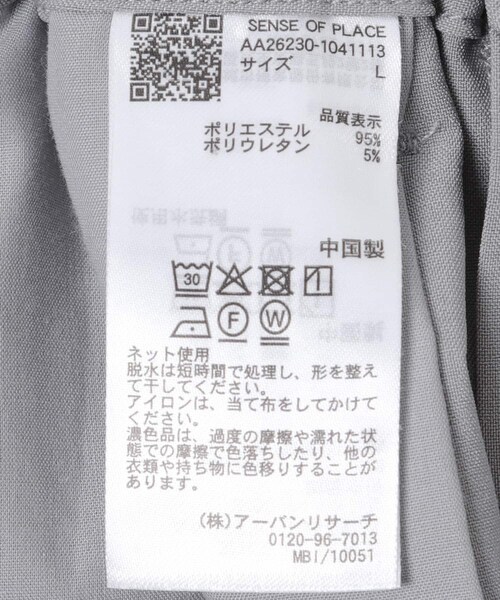 SENSE OF PLACE
AA26230-1041113
サイズ L
品質表示
ポリエステル 95%
ポリウレタン 5%
中国製
30
F W
ネット使用
脱水は短時間で処理し、形を整え
て干してください。
アイロンは、当て布をしてかけて
ください。
濃色品は、過度の摩擦や濡れた状
態での摩擦で色落ちしたり、他の
衣類や持ち物に色移りすることが
あります。
(株)アーバンリサーチ
0120-96-7013
MBI/10051